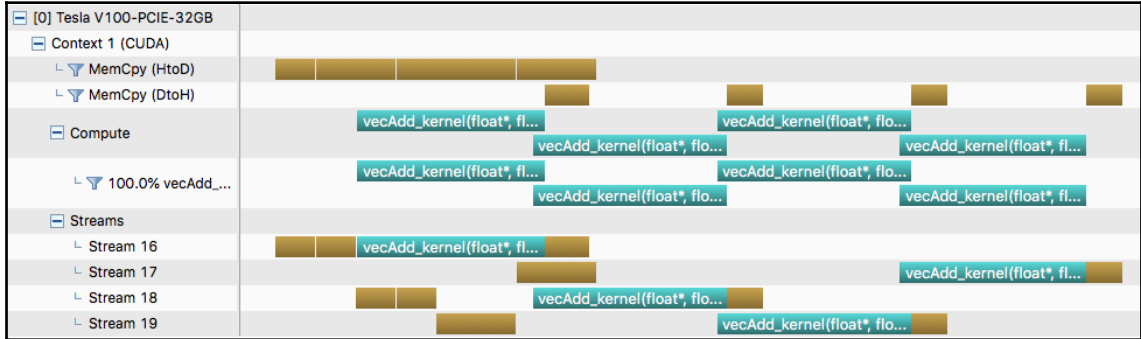 [0] Tesla V100-PCIE-32GB
Context 1 (CUDA)
MemCpy (HtoD)
MemCpy (DtoH)
Compute
vecAdd_kernel(float*, fl...
vecAdd_kernel(float*, flo...
vecAdd_kernel(float*, flo...
vecAdd_kernel(float*, fl...
100.0% vecAdd_...
vecAdd_kernel(float*, fl...
vecAdd_kernel(float*, flo...
vecAdd_kernel(float*, flo...
vecAdd_kernel(float*, fl...
Streams
Stream 16
vecAdd_kernel(float*, fl...
Stream 17
vecAdd_kernel(float*, fl...
Stream 18
vecAdd_kernel(float*, flo...
Stream 19
vecAdd_kernel(float*, flo...